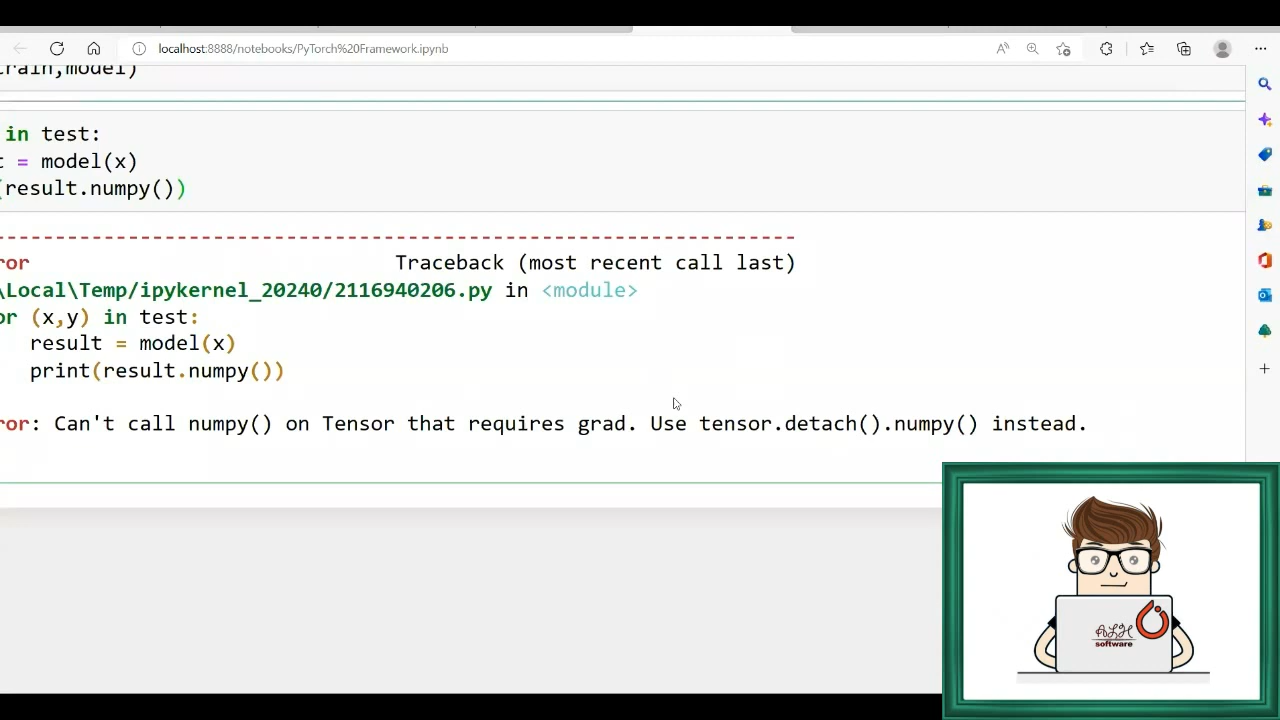 localhost:8888/notebooks/PyTorch%20Framework.ipynb
train,model)
in test:
t = model(x)
(result.numpy())
-----------------------------------------------------------------
ror Traceback (most recent call last)
\Local\Temp/ipykernel_20240/2116940206.py in <module>
or (x,y) in test:
result = model(x)
print(result.numpy())
ror: Can't call numpy() on Tensor that requires grad. Use tensor.detach().numpy() instead.
software